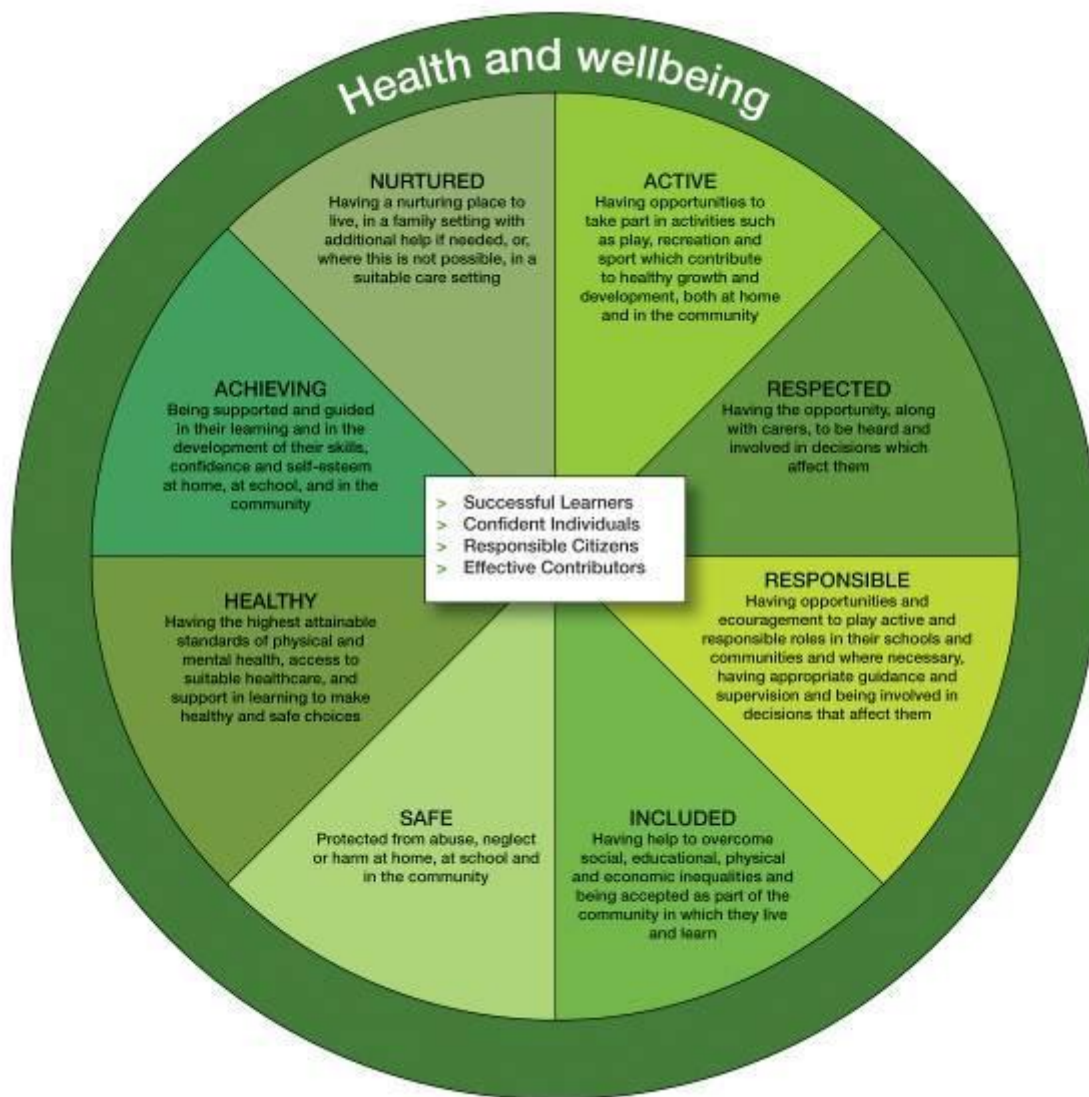 Health and wellbeing
NURTURED
Having a nurturing place to
live, in a family setting with
additional help if needed, or,
where this is not possible, in a
suitable care setting
ACTIVE
Having opportunities to
take part in activities such
as play, recreation and
sport which contribute
to healthy growth and
development, both at home
and in the community
ACHIEVING
Being supported and guided
in their learning and in the
development of their skills,
confidence and self-esteem
at home, at school, and in the
community
RESPECTED
Having the opportunity, along
with carers, to be heard and
involved in decisions which
affect them
> Successful Learners
> Confident Individuals
> Responsible Citizens
> Effective Contributors
HEALTHY
Having the highest attainable
standards of physical and
mental health, access to
suitable healthcare, and
support in learning to make
healthy and safe choices
RESPONSIBLE
Having opportunities and
ecouragement to play active and
responsible roles in their schools and
communities and where necessary,
having appropriate guidance and
supervision and being involved in
decisions that affect them
SAFE
Protected from abuse, neglect
or harm at home, at school and
in the community
INCLUDED
Having help to overcome
social, educational, physical
and economic inequalities and
being accepted as part of the
community in which they live
and learn